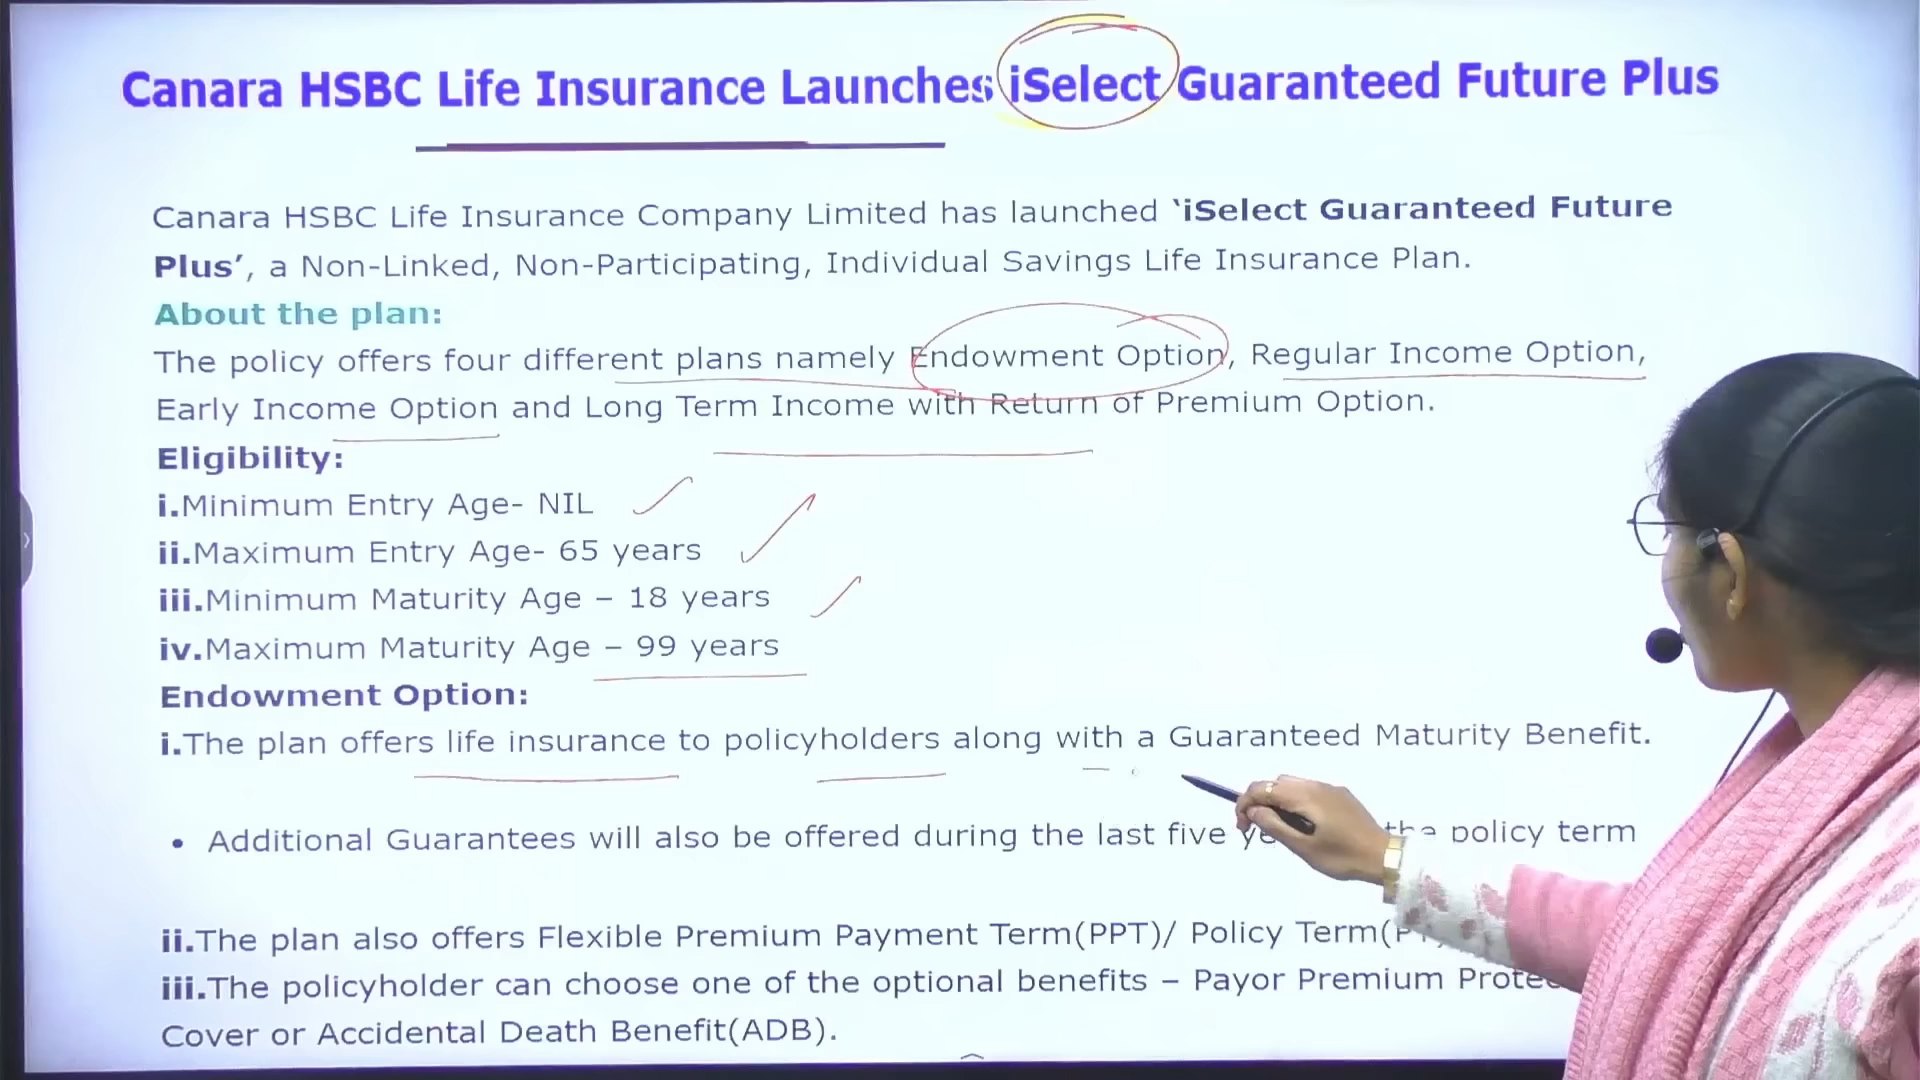 Canara HSBC Life Insurance Launches iSelect Guaranteed Future Plus
Canara HSBC Life Insurance Company Limited has launched ‘iSelect Guaranteed Future
Plus’, a Non-Linked, Non-Participating, Individual Savings Life Insurance Plan.
About the plan:
The policy offers four different plans namely Endowment Option, Regular Income Option,
Early Income Option and Long Term Income with Return of Premium Option.
Eligibility:
i.Minimum Entry Age- NIL
ii.Maximum Entry Age- 65 years
iii.Minimum Maturity Age – 18 years
iv.Maximum Maturity Age – 99 years
Endowment Option:
i.The plan offers life insurance to policyholders along with a Guaranteed Maturity Benefit.
• Additional Guarantees will also be offered during the last five the policy term
ii.The plan also offers Flexible Premium Payment Term(PPT)/ Policy Term(
iii.The policyholder can choose one of the optional benefits – Payor Premium
Cover or Accidental Death Benefit(ADB).